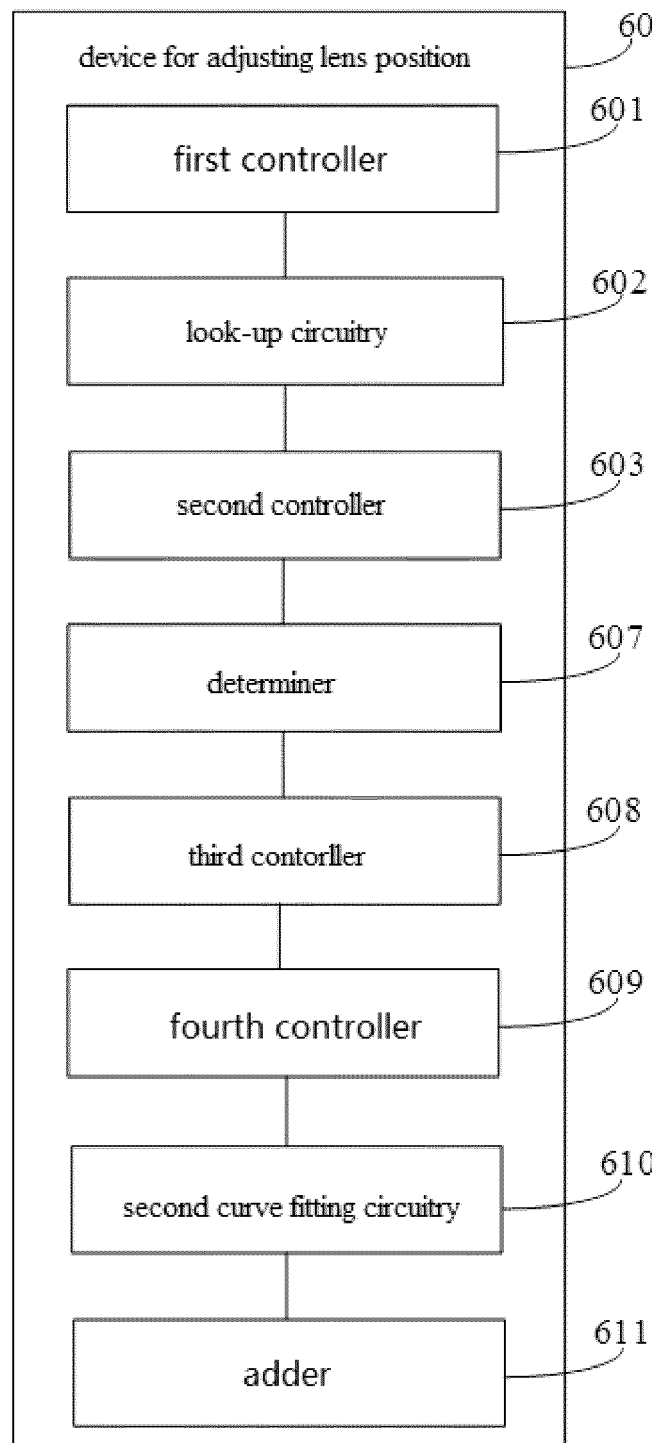 60
device for adjusting lens position
601
first controller
602
look-up circuitry
603
second controller
607
determiner
608
third contorller
609
fourth controller
610
second curve fitting circuitry
611
adder